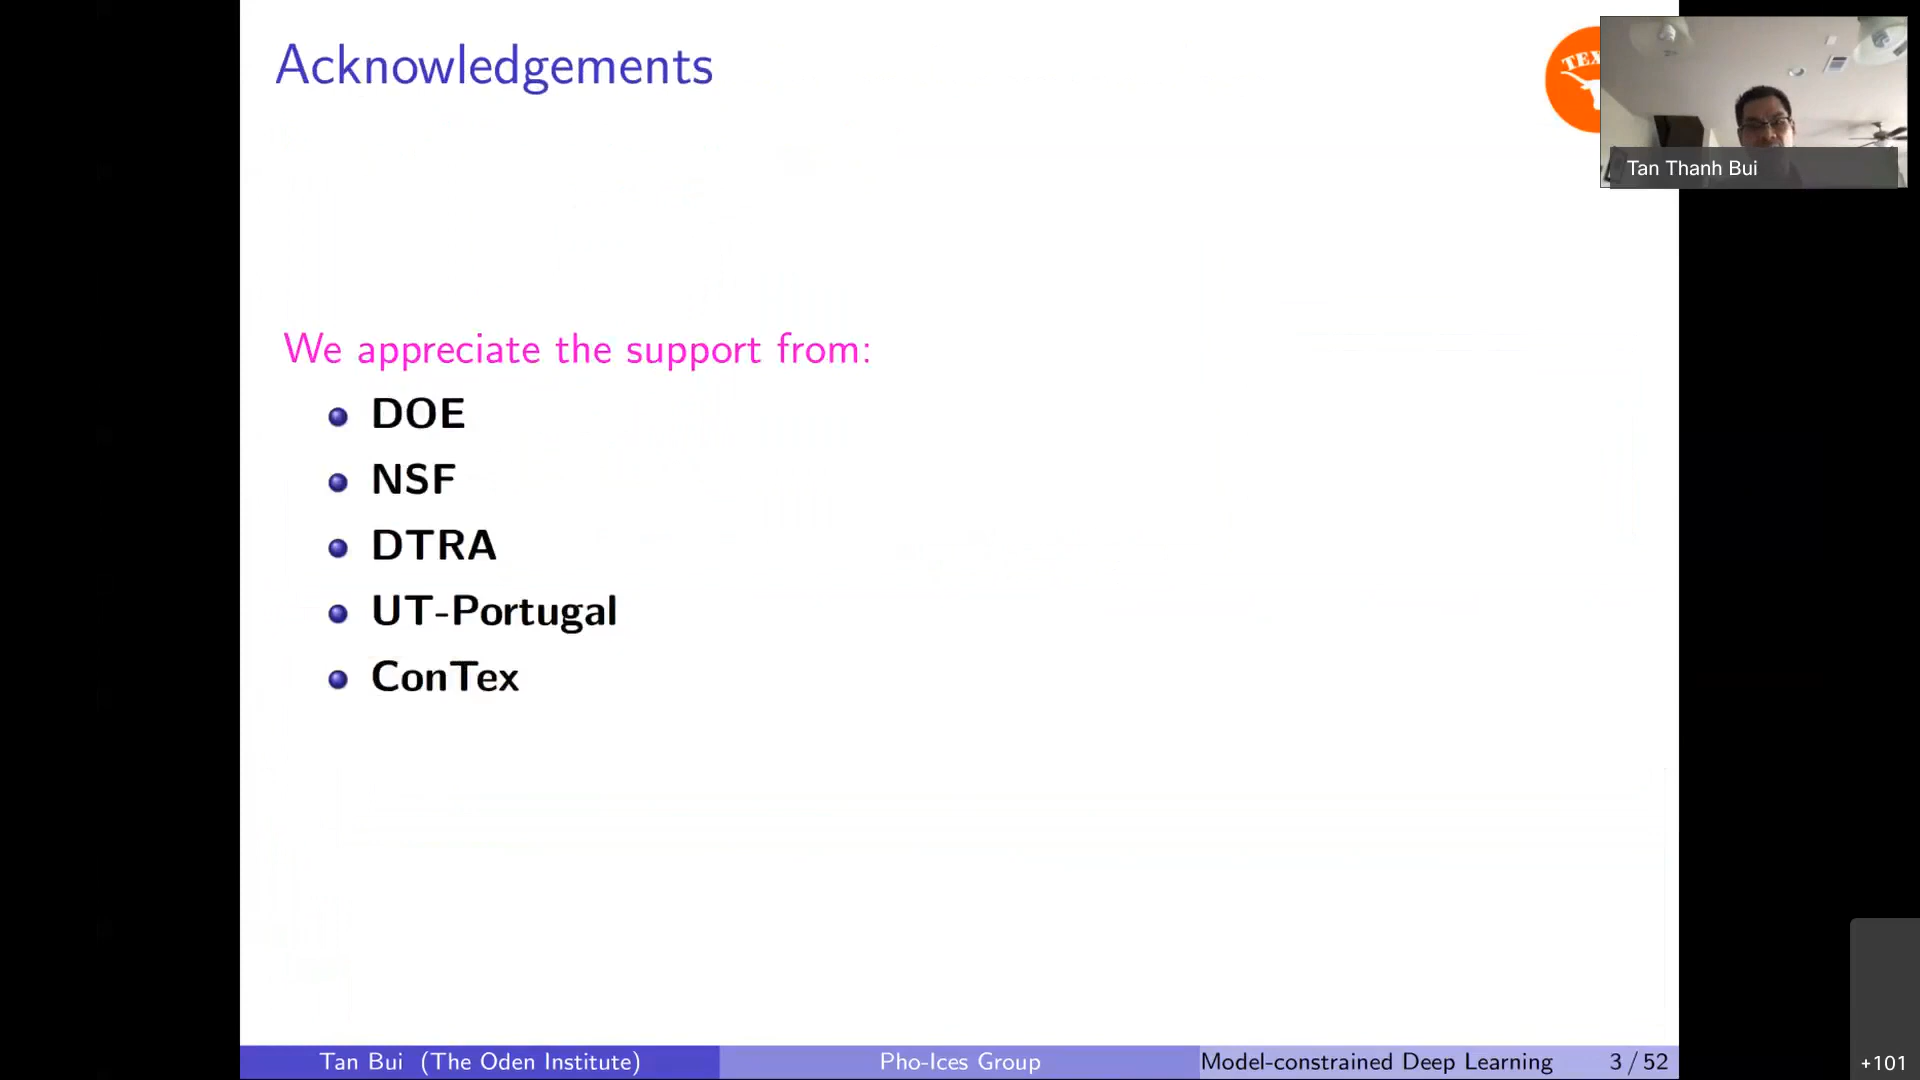 Acknowledgements
TEX
Tan Thanh Bui
We appreciate the support from:
DOE
NSF
DTRA
UT-Portugal
ConTex
Tan Bui (The Oden Institute)
Pho-Ices Group
Model-constrained Deep Learning
3 / 52
+101